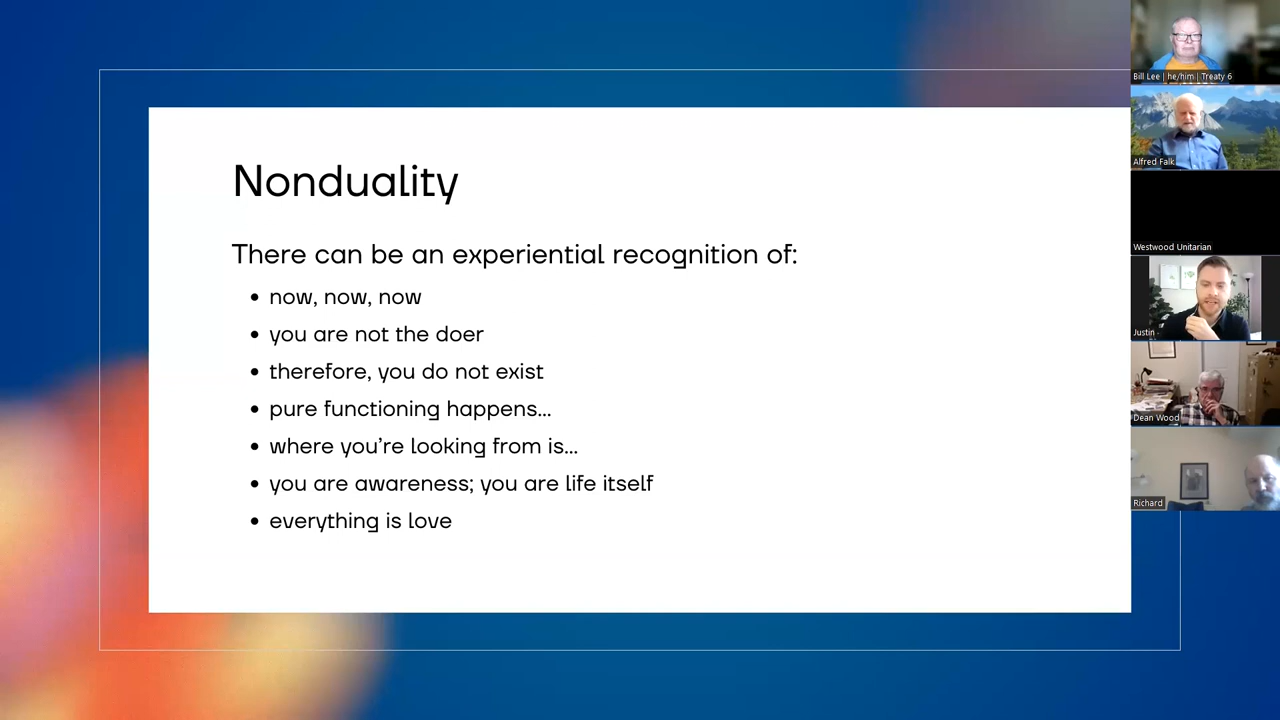 Nonduality
There can be an experiential recognition of:
• now, now, now
• you are not the doer
• therefore, you do not exist
• pure functioning happens...
• where you’re looking from is...
• you are awareness; you are life itself
• everything is love
Bill Lee | he/him | Treaty 6
Alfred Falk
Westwood Unitarian
Justin
Dean Wood
Richard